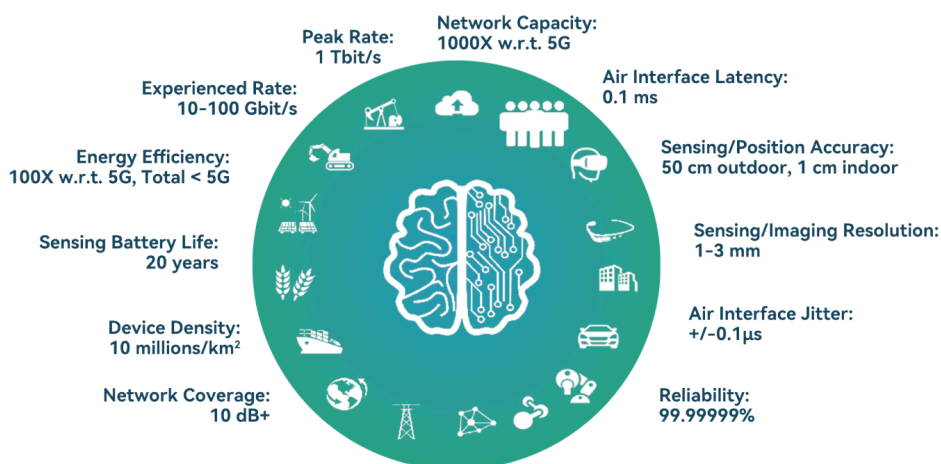 Network Capacity:
1000X w.r.t. 5G
Peak Rate:
1 Tbit/s
Air Interface Latency:
0.1 ms
Experienced Rate:
10-100 Gbit/s
Sensing/Position Accuracy:
50 cm outdoor, 1 cm indoor
Energy Efficiency:
100X w.r.t. 5G, Total < 5G
Sensing/Imaging Resolution:
1-3 mm
Sensing Battery Life:
20 years
Air Interface Jitter:
+/-0.1μs
Device Density:
10 millions/km²
Reliability:
99.99999%
Network Coverage:
10 dB+